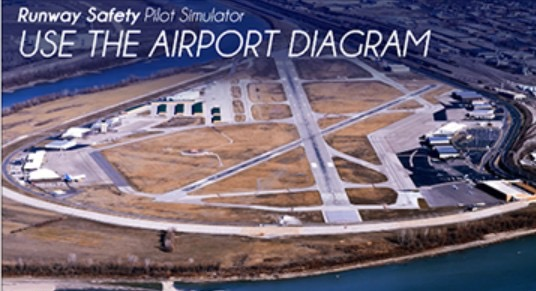 Runway Safety Pilot Simulator
USE THE AIRPORT DIAGRAM